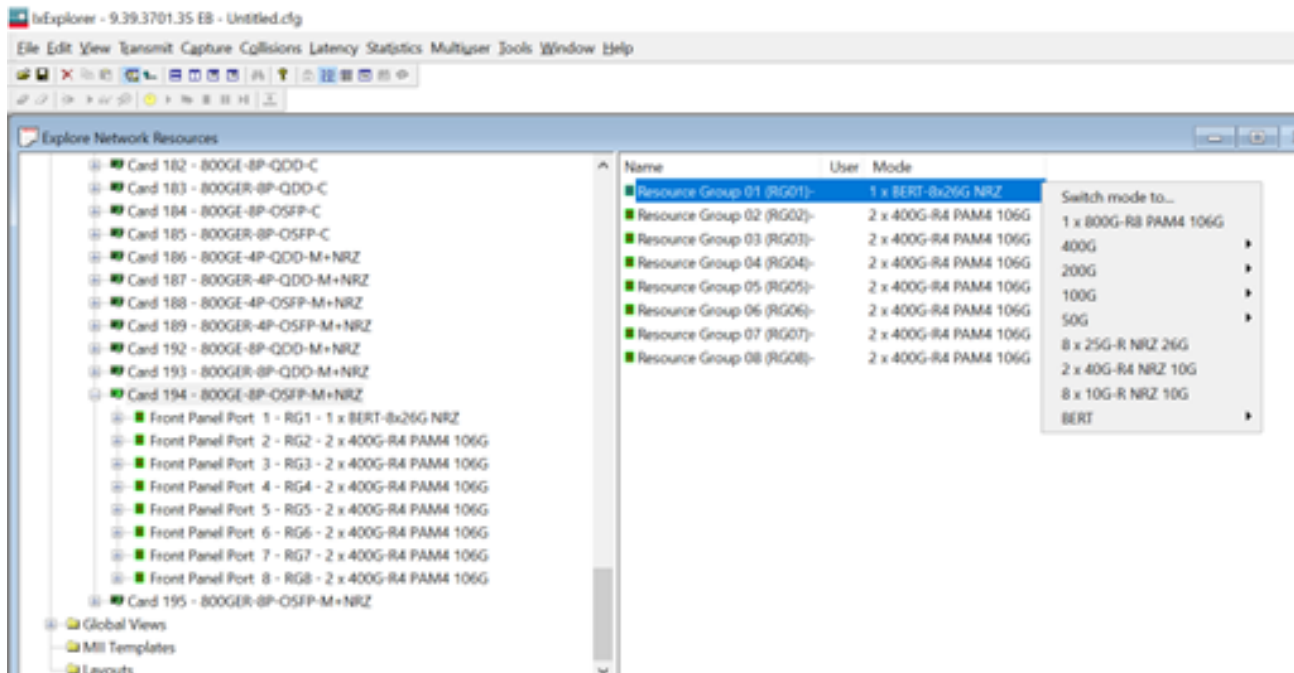 IxExplorer - 9.39.3701.35 EB - Untitled.cfg
File Edit View Transmit Capture Collisions Latency Statistics Multiuser Tools Window Help
Explore Network Resources
Card 182 - 800GE-8P-QDD-C
Card 183 - 800GER-8P-QDD-C
Card 184 - 800GE-8P-OSFP-C
Card 185 - 800GER-8P-OSFP-C
Card 186 - 800GE-4P-QDD-M+NRZ
Card 187 - 800GER-4P-QDD-M+NRZ
Card 188 - 800GE-4P-OSFP-M+NRZ
Card 189 - 800GER-4P-OSFP-M+NRZ
Card 192 - 800GE-8P-QDD-M+NRZ
Card 193 - 800GER-8P-QDD-M+NRZ
Card 194 - 800GE-8P-OSFP-M+NRZ
Front Panel Port 1 - RG1 - 1 x BERT-8x26G NRZ
Front Panel Port 2 - RG2 - 2 x 400G-R4 PAM4 106G
Front Panel Port 3 - RG3 - 2 x 400G-R4 PAM4 106G
Front Panel Port 4 - RG4 - 2 x 400G-R4 PAM4 106G
Front Panel Port 5 - RG5 - 2 x 400G-R4 PAM4 106G
Front Panel Port 6 - RG6 - 2 x 400G-R4 PAM4 106G
Front Panel Port 7 - RG7 - 2 x 400G-R4 PAM4 106G
Front Panel Port 8 - RG8 - 2 x 400G-R4 PAM4 106G
Card 195 - 800GER-8P-OSFP-M+NRZ
Global Views
MII Templates
Layouts
Name User Mode
Resource Group 01 (RG01)- 1 x BERT-8x26G NRZ
Resource Group 02 (RG02)- 2 x 400G-R4 PAM4 106G
Resource Group 03 (RG03)- 2 x 400G-R4 PAM4 106G
Resource Group 04 (RG04)- 2 x 400G-R4 PAM4 106G
Resource Group 05 (RG05)- 2 x 400G-R4 PAM4 106G
Resource Group 06 (RG06)- 2 x 400G-R4 PAM4 106G
Resource Group 07 (RG07)- 2 x 400G-R4 PAM4 106G
Resource Group 08 (RG08)- 2 x 400G-R4 PAM4 106G
Switch mode to...
1 x 800G-R8 PAM4 106G
400G
200G
100G
50G
8 x 25G-R NRZ 26G
2 x 40G-R4 NRZ 10G
8 x 10G-R NRZ 10G
BERT